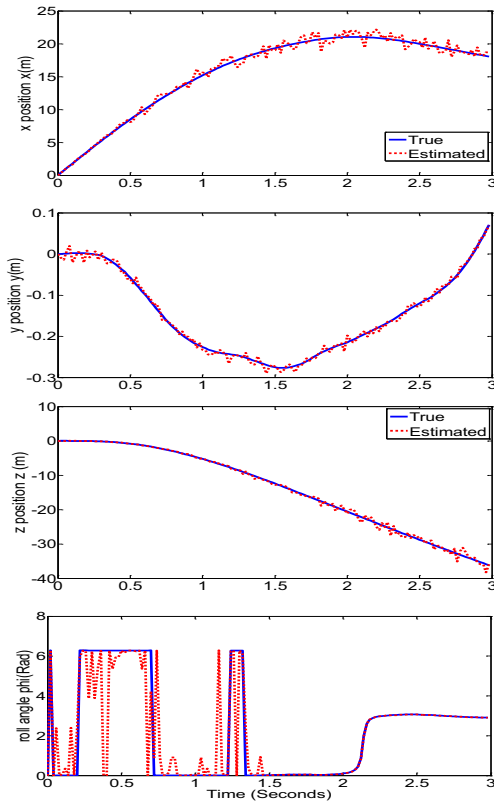 25
20
15
10
5
0
x position x(m)
True
Estimated
0 0.5 1 1.5 2 2.5 3
0.1
0
-0.1
-0.2
-0.3
y position y(m)
0 0.5 1 1.5 2 2.5 3
10
0
-10
-20
-30
-40
z position z (m)
True
Estimated
0 0.5 1 1.5 2 2.5 3
8
6
4
2
0
roll angle phi(Rad)
0 0.5 1 1.5 2 2.5 3
Time (Seconds)